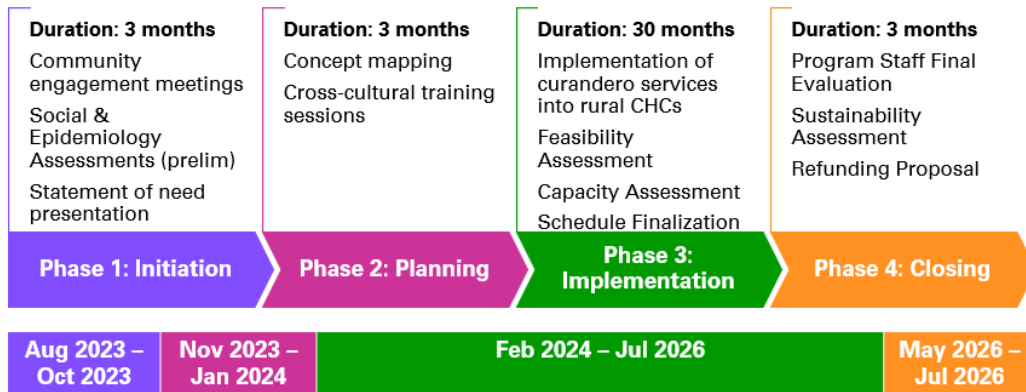 Duration: 3 months
Community
engagement meetings
Social &
Epidemiology
Assessments (prelim)
Statement of need
presentation
Phase 1: Initiation
Duration: 3 months
Concept mapping
Cross-cultural training
sessions
Phase 2: Planning
Duration: 30 months
Implementation of
curandero services
into rural CHCs
Feasibility
Assessment
Capacity Assessment
Schedule Finalization
Phase 3:
Implementation
Duration: 3 months
Program Staff Final
Evaluation
Sustainability
Assessment
Refunding Proposal
Phase 4: Closing
Aug 2023 –
Oct 2023
Nov 2023 –
Jan 2024
Feb 2024 – Jul 2026
May 2026 –
Jul 2026